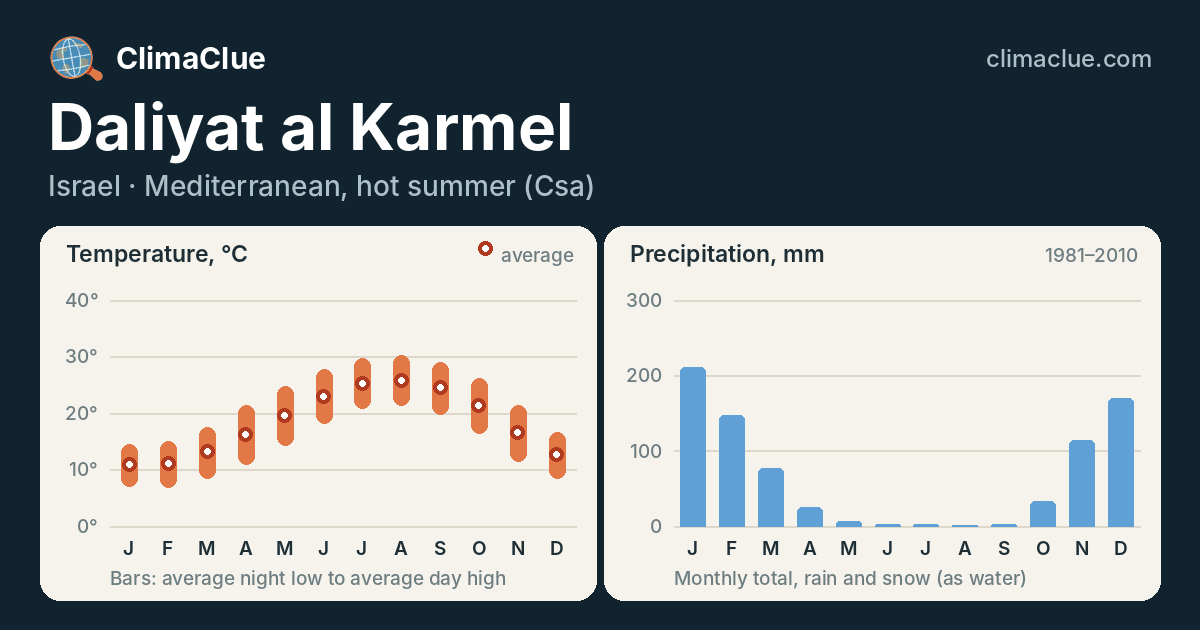 ClimaClue
climaclue.com
Daliyat al Karmel
Israel · Mediterranean, hot summer (Csa)
Temperature, °C
average
40°
30°
20°
10°
0°
J F M A M J J A S O N D
Bars: average night low to average day high
Precipitation, mm
1981–2010
300
200
100
0
J F M A M J J A S O N D
Monthly total, rain and snow (as water)